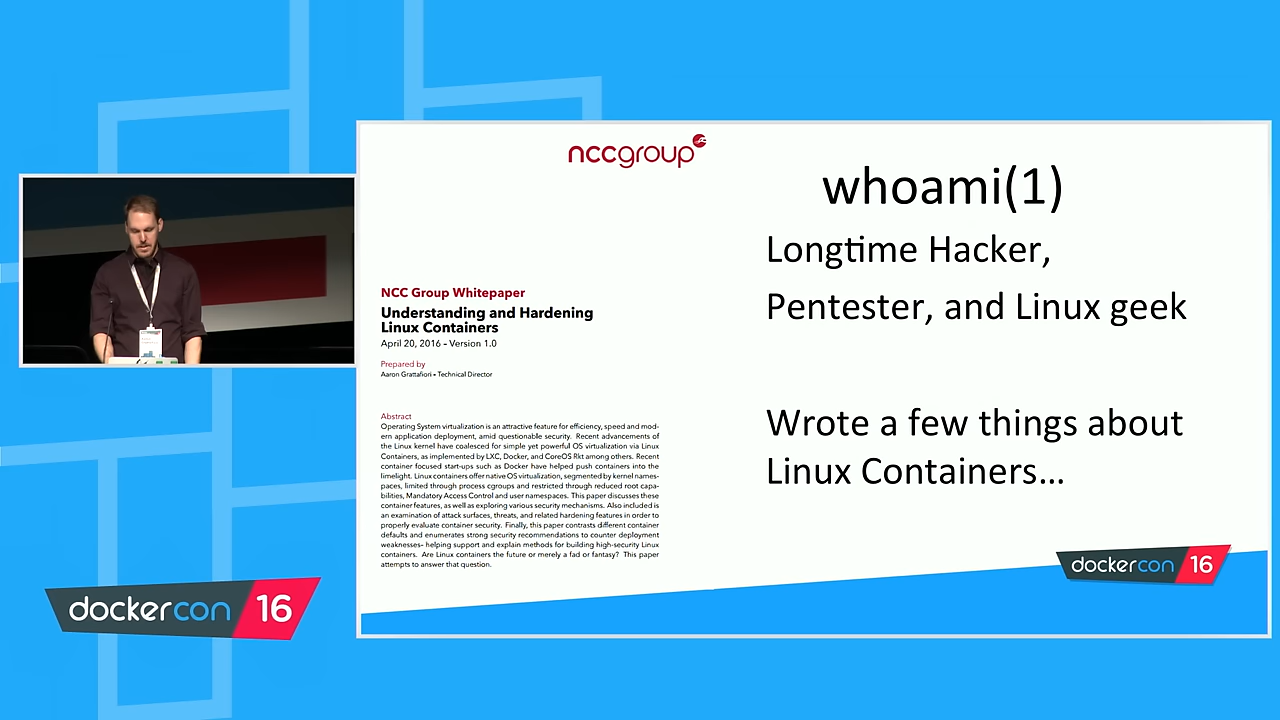 nccgroup
whoami(1)
Longtime Hacker,
Pentester, and Linux geek
Wrote a few things about
Linux Containers...
NCC Group Whitepaper
Understanding and Hardening
Linux Containers
April 20, 2016 – Version 1.0
Prepared by
Aaron Grattafiori • Technical Director
Abstract
Operating System virtualization is an attractive feature for efficiency, speed and mod-
ern application deployment, amid questionable security. Recent advancements of
the Linux kernel have coalesced for simple yet powerful OS virtualization via Linux
Containers, as implemented by LXC, Docker, and CoreOS Rkt among others. Recent
container focused start-ups such as Docker have helped push containers into the
limelight. Linux containers offer native OS virtualization, segmented by kernel names-
paces, limited through process cgroups and restricted through reduced root capa-
bilities, Mandatory Access Control and user namespaces. This paper discusses these
container features, as well as exploring various security mechanisms. Also included is
an examination of attack surfaces, threats, and related hardening features in order to
properly evaluate container security. Finally, this paper contrasts different container
defaults and enumerates strong security recommendations to counter deployment
weaknesses– helping support and explain methods for building high-security Linux
containers. Are Linux containers the future or merely a fad or fantasy? This paper
attempts to answer that question.
dockercon 16
dockercon 16